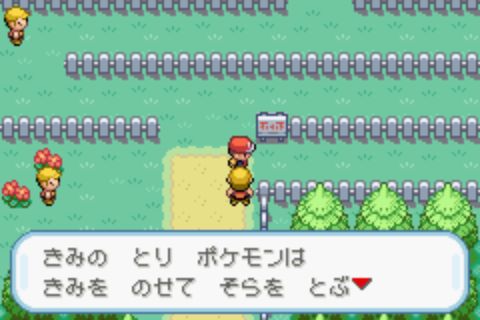 きみの　とり　ポケモンは
きみを　のせて　そらを　とぶ